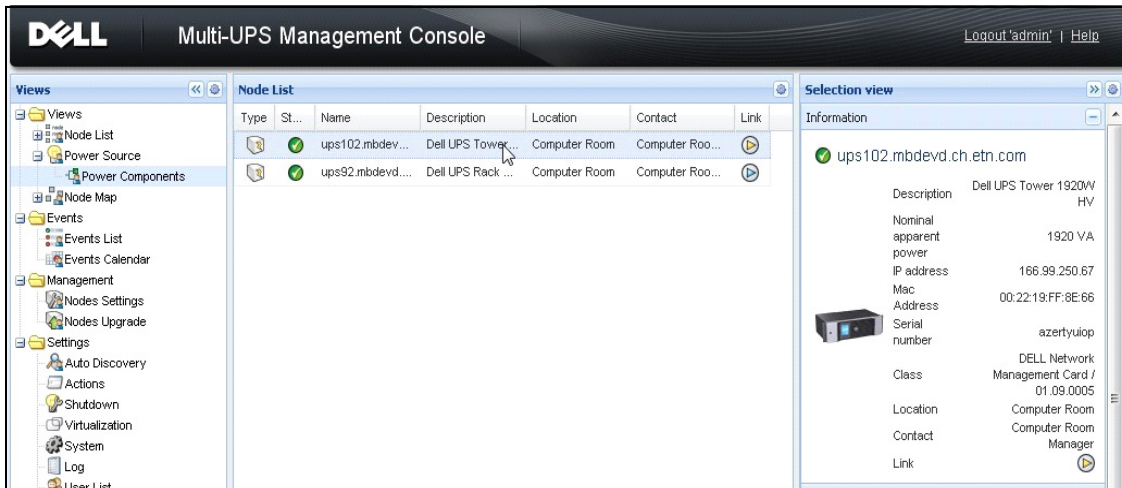 DELL
Multi-UPS Management Console
Logout 'admin' | Help
Views
Views
Node List
Power Source
Power Components
Node Map
Events
Events List
Events Calendar
Management
Nodes Settings
Nodes Upgrade
Settings
Auto Discovery
Actions
Shutdown
Virtualization
System
Log
User List
Node List
Type St... Name Description Location Contact Link
ups102.mbdev... Dell UPS Tower... Computer Room Computer Roo...
ups92.mbdevd.... Dell UPS Rack ... Computer Room Computer Roo...
Selection view
Information
ups102.mbdevd.ch.etn.com
Description Dell UPS Tower 1920W
HV
Nominal
apparent
power 1920 VA
IP address 166.99.250.67
Mac
Address 00:22:19:FF:8E:66
Serial
number azertyuiop
Class DELL Network
Management Card /
01.09.0005
Location Computer Room
Contact Computer Room
Manager
Link